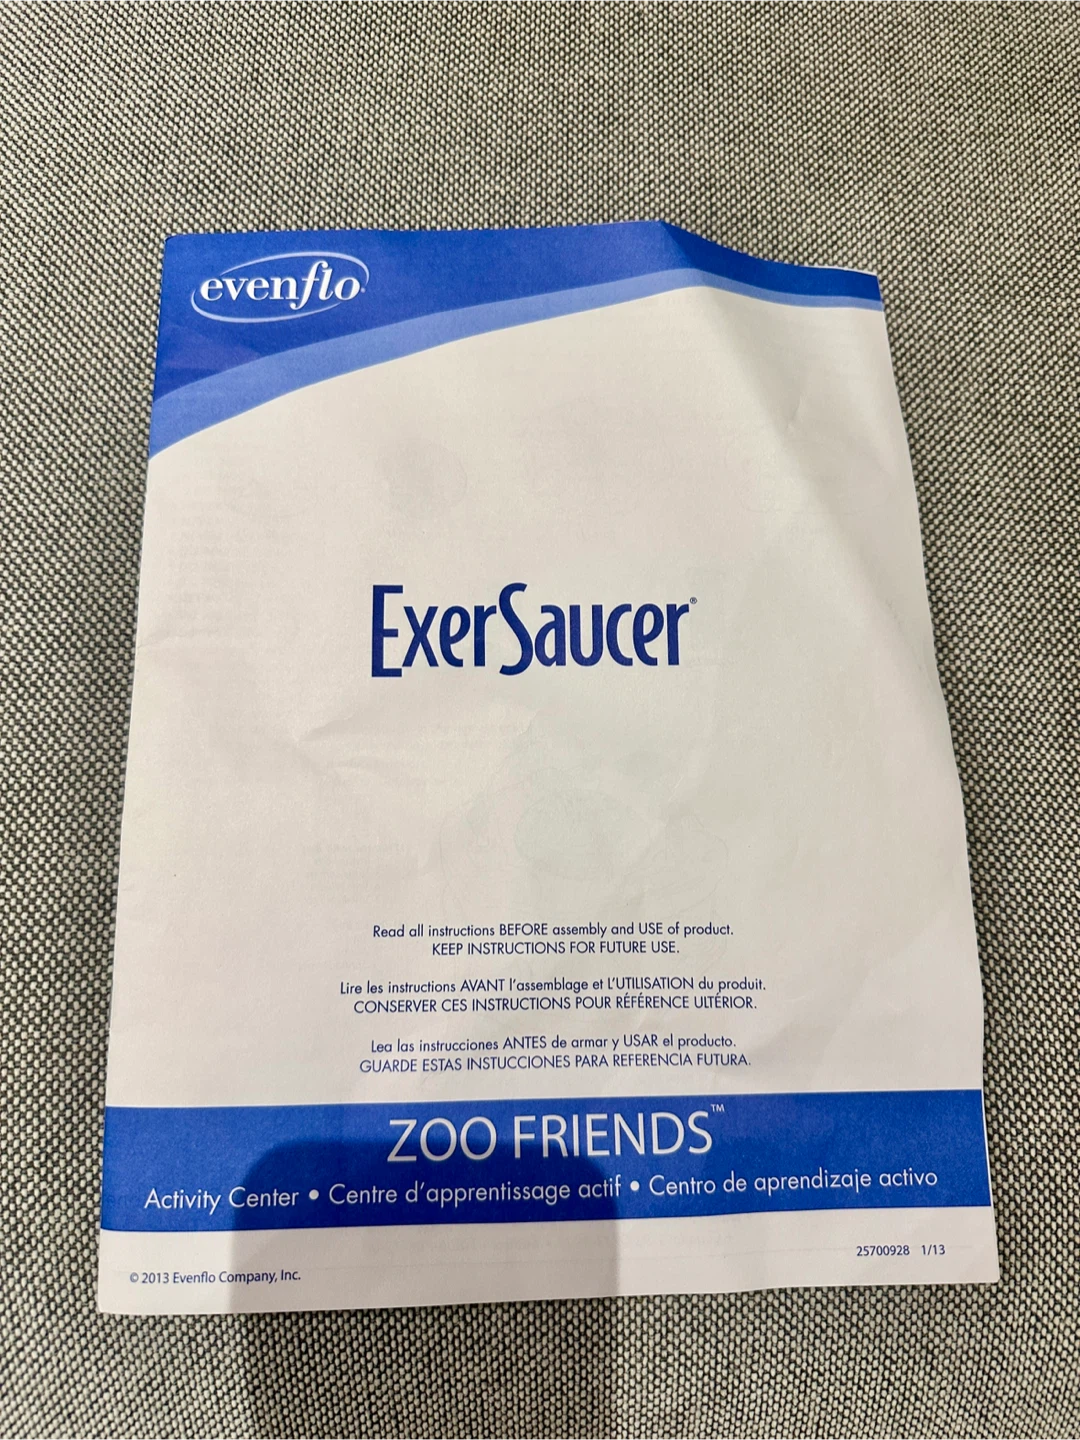 evenflo®
ExerSaucer®
Read all instructions BEFORE assembly and USE of product.
KEEP INSTRUCTIONS FOR FUTURE USE.
Lire les instructions AVANT l'assemblage et L'UTILISATION du produit.
CONSERVER CES INSTRUCTIONS POUR RÉFÉRENCE ULTÉRIOR.
Lea las instrucciones ANTES de armar y USAR el producto.
GUARDE ESTAS INSTUCCIONES PARA REFERENCIA FUTURA.
ZOO FRIENDS™
Activity Center • Centre d'apprentissage actif • Centro de aprendizaje activo
25700928 1/13
© 2013 Evenflo Company, Inc.